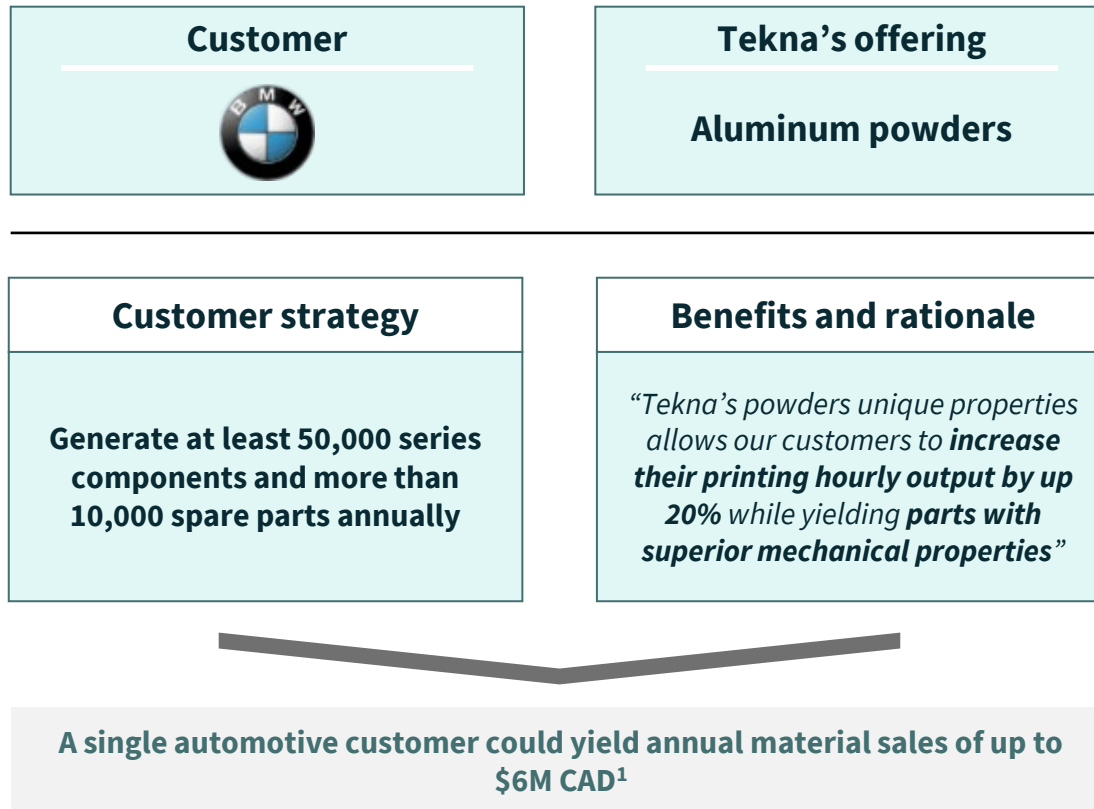 Customer
BMW
Tekna’s offering
Aluminum powders
Customer strategy
Generate at least 50,000 series
components and more than
10,000 spare parts annually
Benefits and rationale
“Tekna’s powders unique properties
allows our customers to increase
their printing hourly output by up
20% while yielding parts with
superior mechanical properties”
A single automotive customer could yield annual material sales of up to
$6M CAD¹